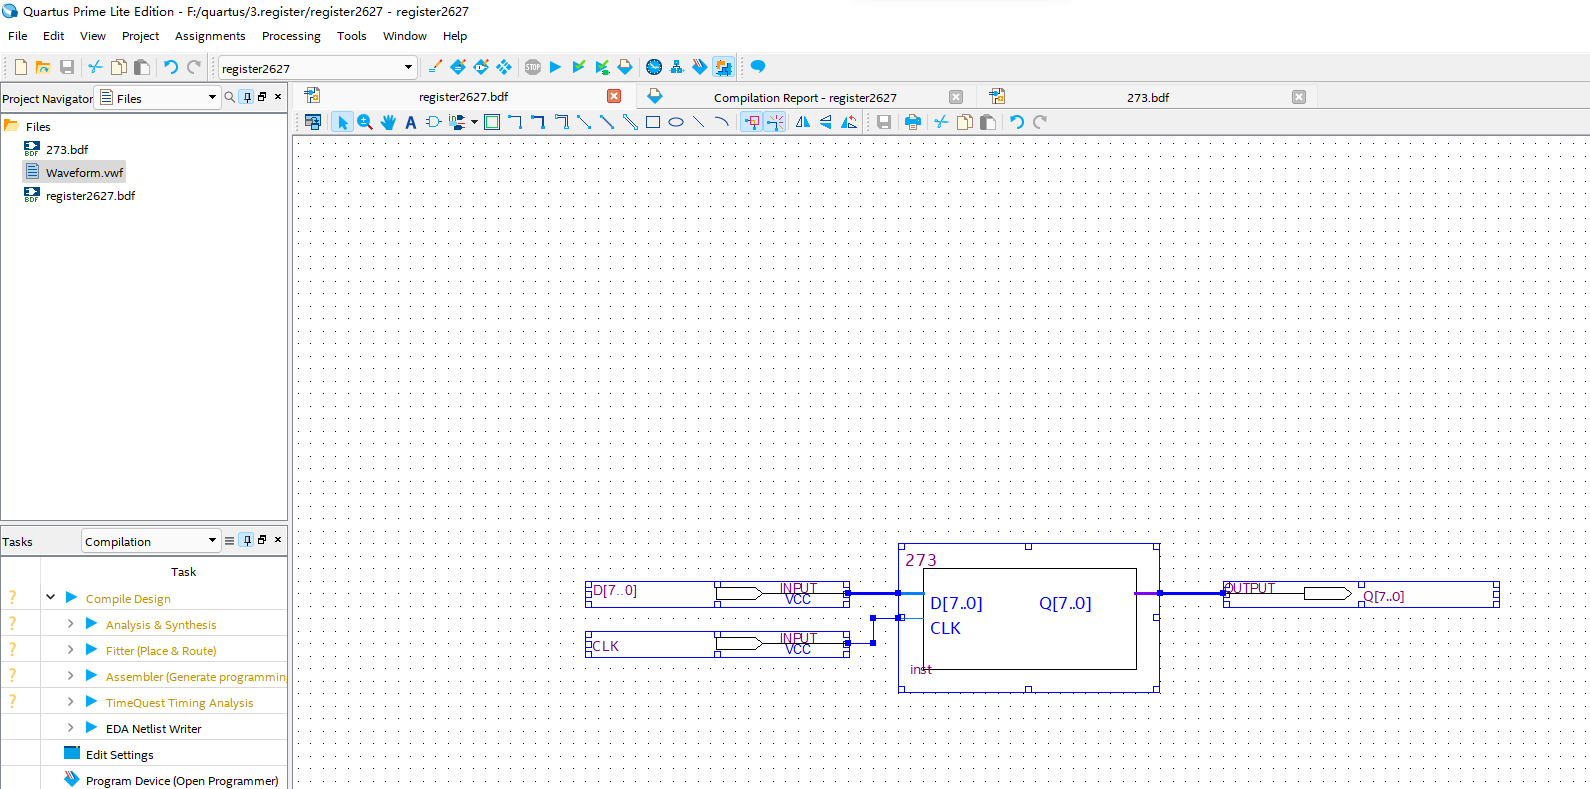 Quartus Prime Lite Edition - F:/quartus/3.register/register2627 - register2627
File Edit View Project Assignments Processing Tools Window Help
register2627
STOP
Project Navigator Files
register2627.bdf Compilation Report - register2627 273.bdf
Files
BDF 273.bdf
Waveform.vwf
BDF register2627.bdf
Tasks Compilation
Task
? Compile Design
? Analysis & Synthesis
? Fitter (Place & Route)
? Assembler (Generate programmin
? TimeQuest Timing Analysis
EDA Netlist Writer
Edit Settings
Program Device (Open Programmer)
273
D[7..0] INPUT
VCC
D[7..0] Q[7..0]
CLK
OUTPUT Q[7..0]
CLK INPUT
VCC
inst